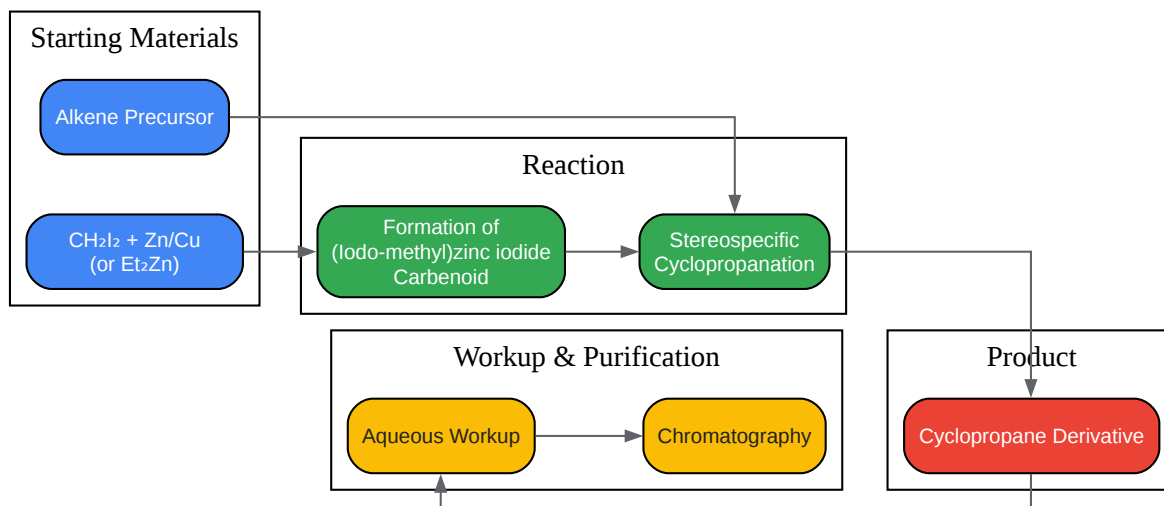 Starting Materials
Alkene Precursor
CH₂I₂ + Zn/Cu
(or Et₂Zn)
Reaction
Formation of
(Iodo-methyl)zinc iodide
Carbenoid
Stereospecific
Cyclopropanation
Workup & Purification
Aqueous Workup
Chromatography
Product
Cyclopropane Derivative